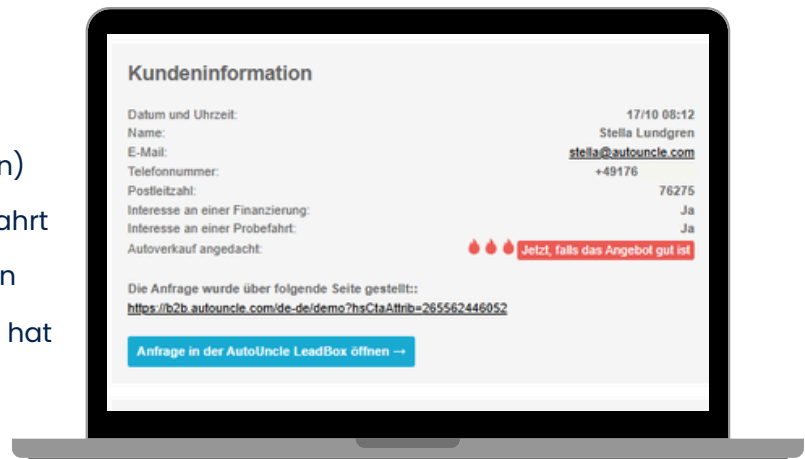 n)
ahrt
n
hat
Kundeninformation
Datum und Uhrzeit: 17/10 08:12
Name: Stella Lundgren
E-Mail: stella@autouncle.com
Telefonnummer: +49176
Postleitzahl: 76275
Interesse an einer Finanzierung: Ja
Interesse an einer Probefahrt: Ja
Autoverkauf angedacht: Jetzt, falls das Angebot gut ist
Die Anfrage wurde über folgende Seite gestellt::
https://b2b.autouncle.com/de-de/demo?hsCtaAttrib=265562446052
Anfrage in der AutoUncle LeadBox öffnen →